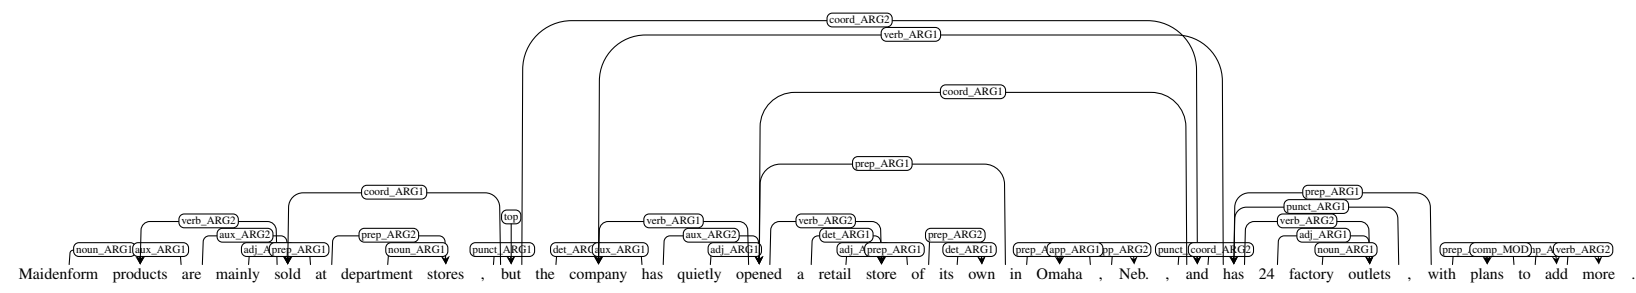 coord_ARG2
verb_ARG1
coord_ARG1
prep_ARG1
coord_ARG1 prep_ARG1
top punct_ARG1
verb_ARG2 verb_ARG1 verb_ARG2 verb_ARG2
aux_ARG2 prep_ARG2 aux_ARG2 det_ARG1 prep_ARG2 adj_ARG1
noun_ARG1 aux_ARG1 prep_ARG1 noun_ARG1 punct_ARG1 aux_ARG1 adj_ARG1 prep_ARG1 det_ARG1 app_ARG1 coord_ARG2 noun_ARG1 comp_MOD verb_ARG2
Maidenform products are mainly sold at department stores , but the company has quietly opened a retail store of its own in Omaha , Neb. , and has 24 factory outlets , with plans to add more .